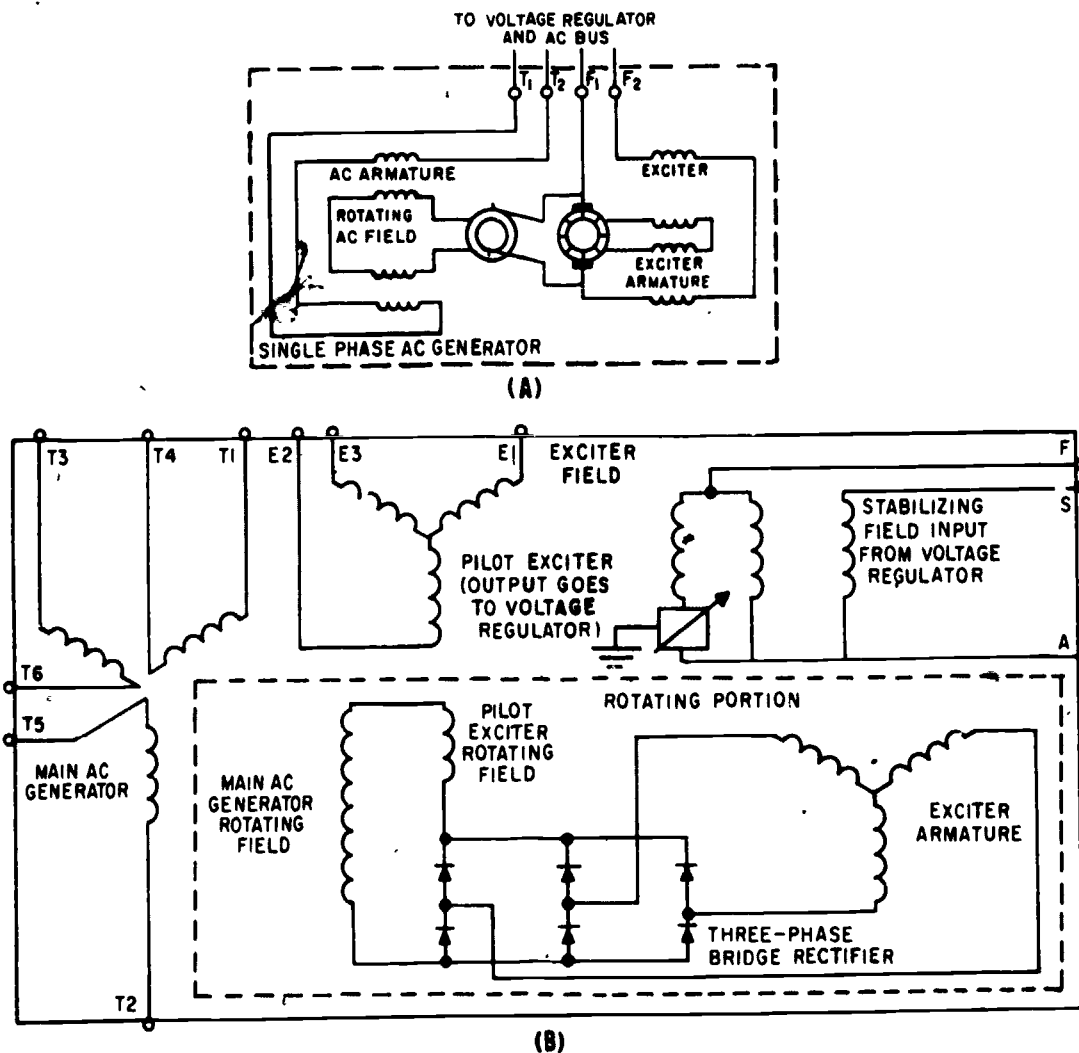 TO VOLTAGE REGULATOR
AND AC BUS
T1 T2 F1 F2
AC ARMATURE
EXCITER
ROTATING
AC FIELD
EXCITER
ARMATURE
SINGLE PHASE AC GENERATOR
(A)
T3 T4 T1 E2 E3 E1
EXCITER
FIELD
F
S
STABILIZING
FIELD INPUT
FROM VOLTAGE
REGULATOR
PILOT EXCITER
(OUTPUT GOES
TO VOLTAGE
REGULATOR)
A
T6
T5
MAIN AC
GENERATOR
ROTATING PORTION
PILOT
EXCITER
ROTATING
FIELD
MAIN AC
GENERATOR
ROTATING
FIELD
EXCITER
ARMATURE
THREE-PHASE
BRIDGE RECTIFIER
T2
(B)